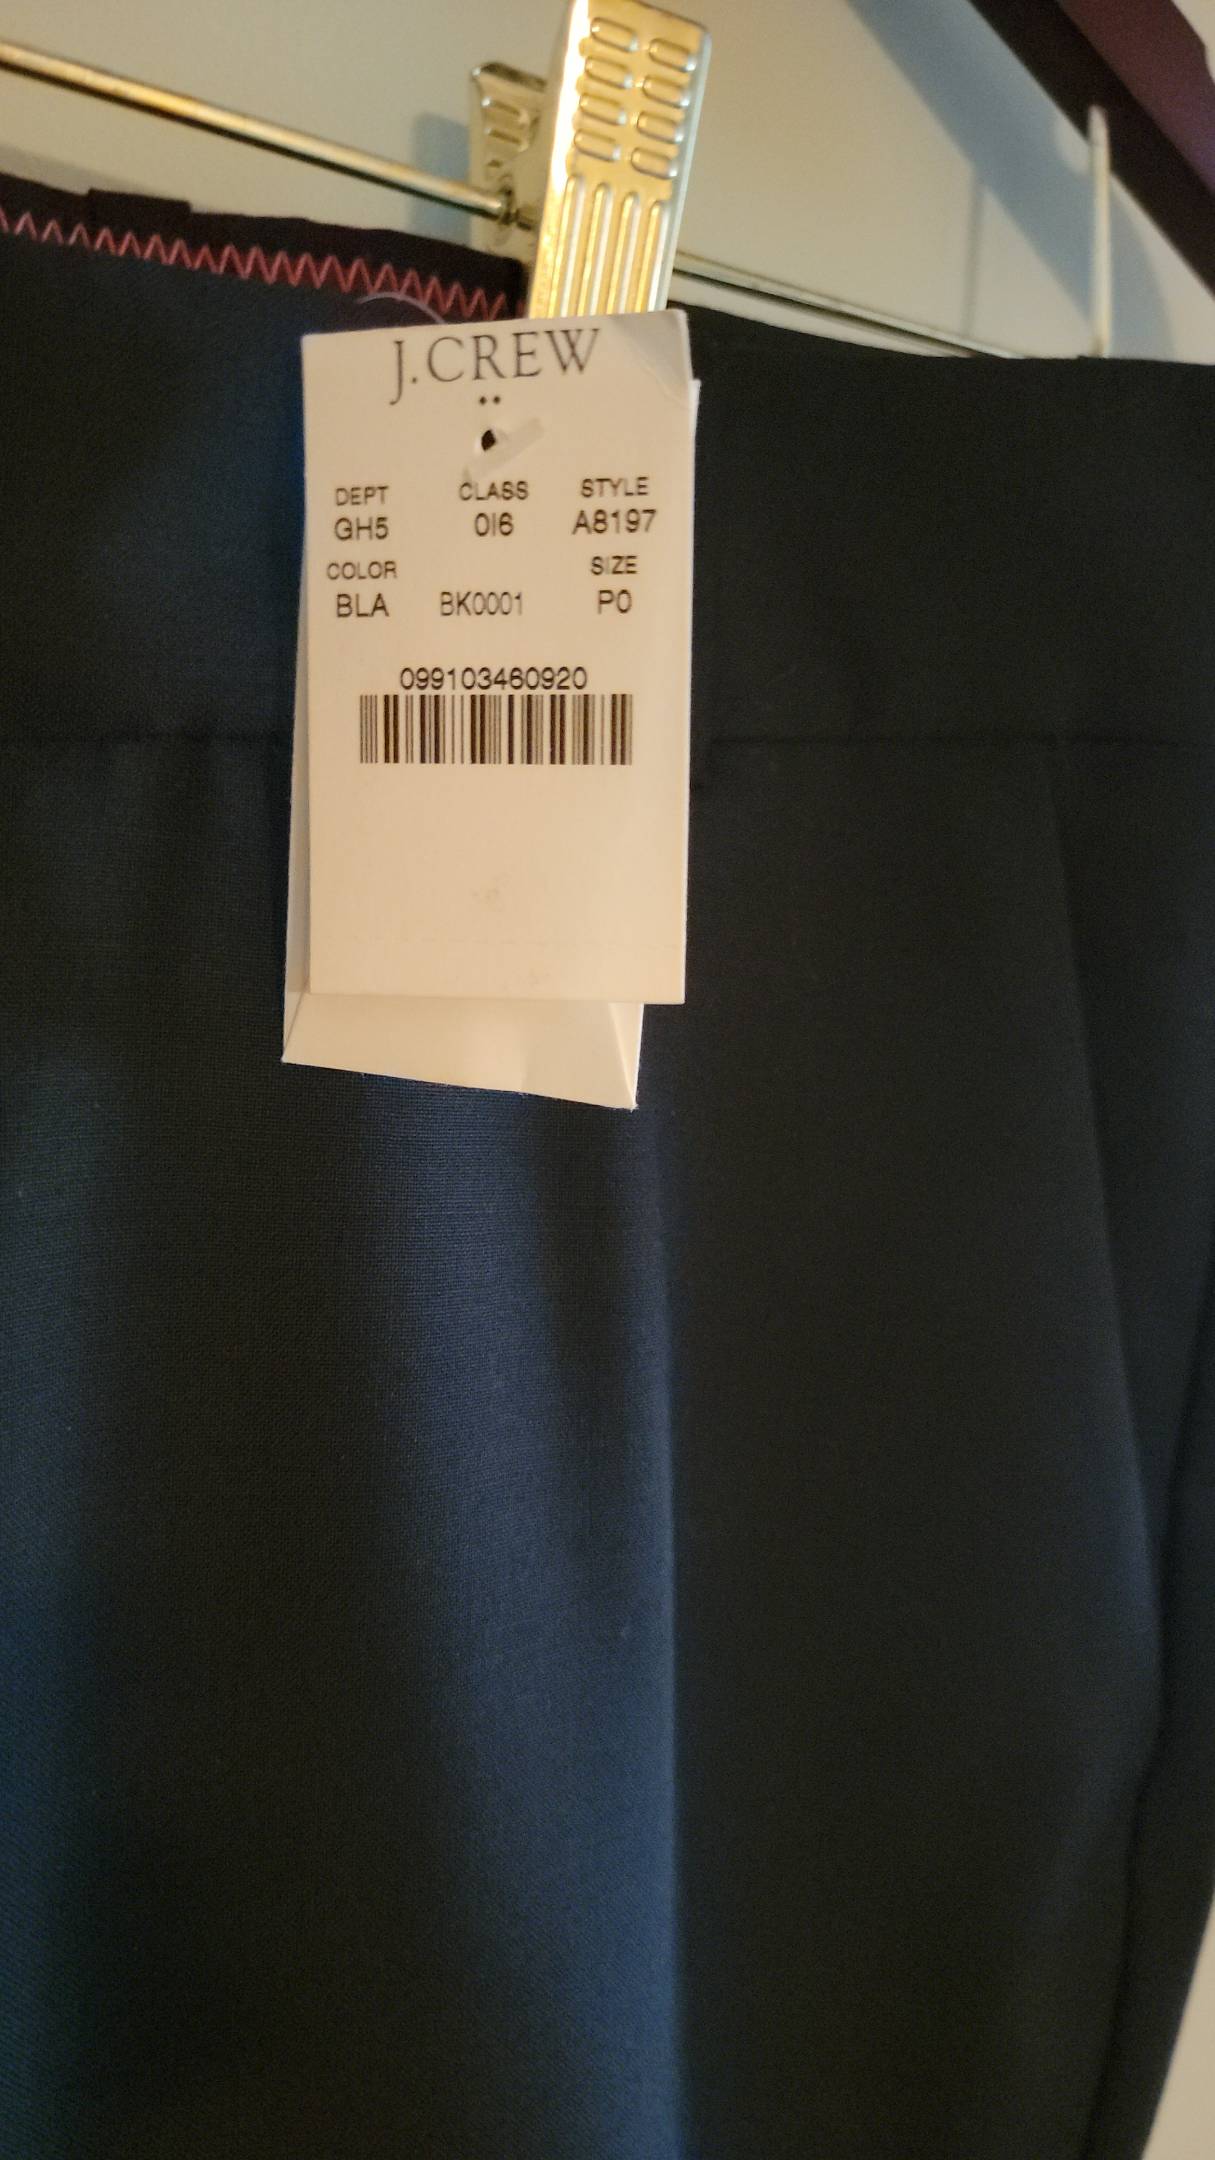 J.CREW
DEPT CLASS STYLE
GH5 016 A8197
COLOR SIZE
BLA BK0001 P0
099103460920